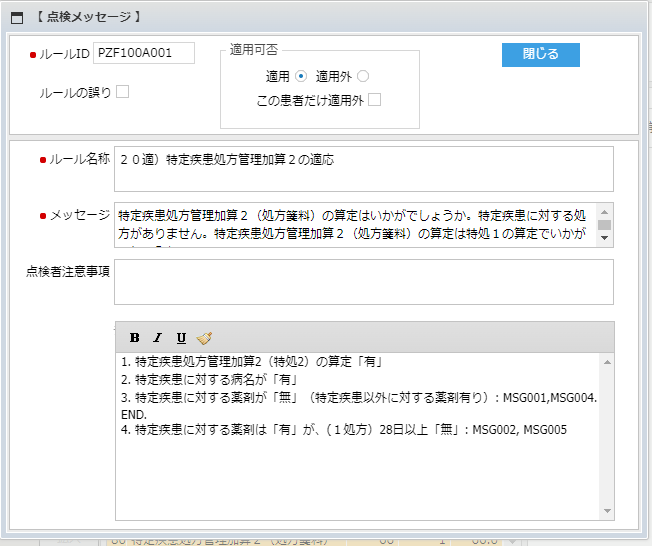 【 点検メッセージ 】
ルールID PZF100A001
適用可否
適用 適用外
閉じる
ルールの誤り
この患者だけ適用外
ルール名称 ２０適）特定疾患処方管理加算２の適応
メッセージ 特定疾患処方管理加算２（処方箋料）の算定はいかがでしょうか。特定疾患に対する処
方がありません。特定疾患処方管理加算２（処方箋料）の算定は特処１の算定でいかが
点検者注意事項
B I U
1. 特定疾患処方管理加算2（特処2）の算定「有」
2. 特定疾患に対する病名が「有」
3. 特定疾患に対する薬剤が「無」（特定疾患以外に対する薬剤有り）: MSG001,MSG004.
END.
4. 特定疾患に対する薬剤は「有」が、(１処方）28日以上「無」: MSG002, MSG005